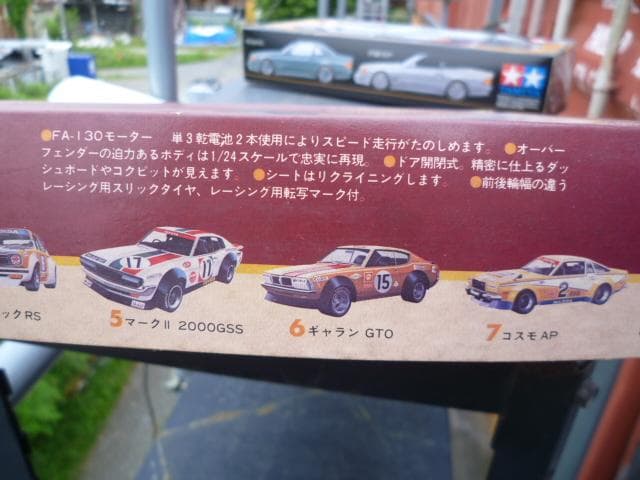 ●FA-130モーター 単3乾電池2本使用によりスピード走行がたのしめます。●オーバー
フェンダーの迫力あるボディは1/24スケールで忠実に再現。●ドア開閉式。精密に仕上るダッ
シュボードやコクピットが見えます。●シートはリクライニングします。●前後輪幅の違う
レーシング用スリックタイヤ、レーシング用転写マーク付。
17
11
15
2
ックRS
5 マークII 2000GSS
6 ギャラン GTO
7 コスモAP